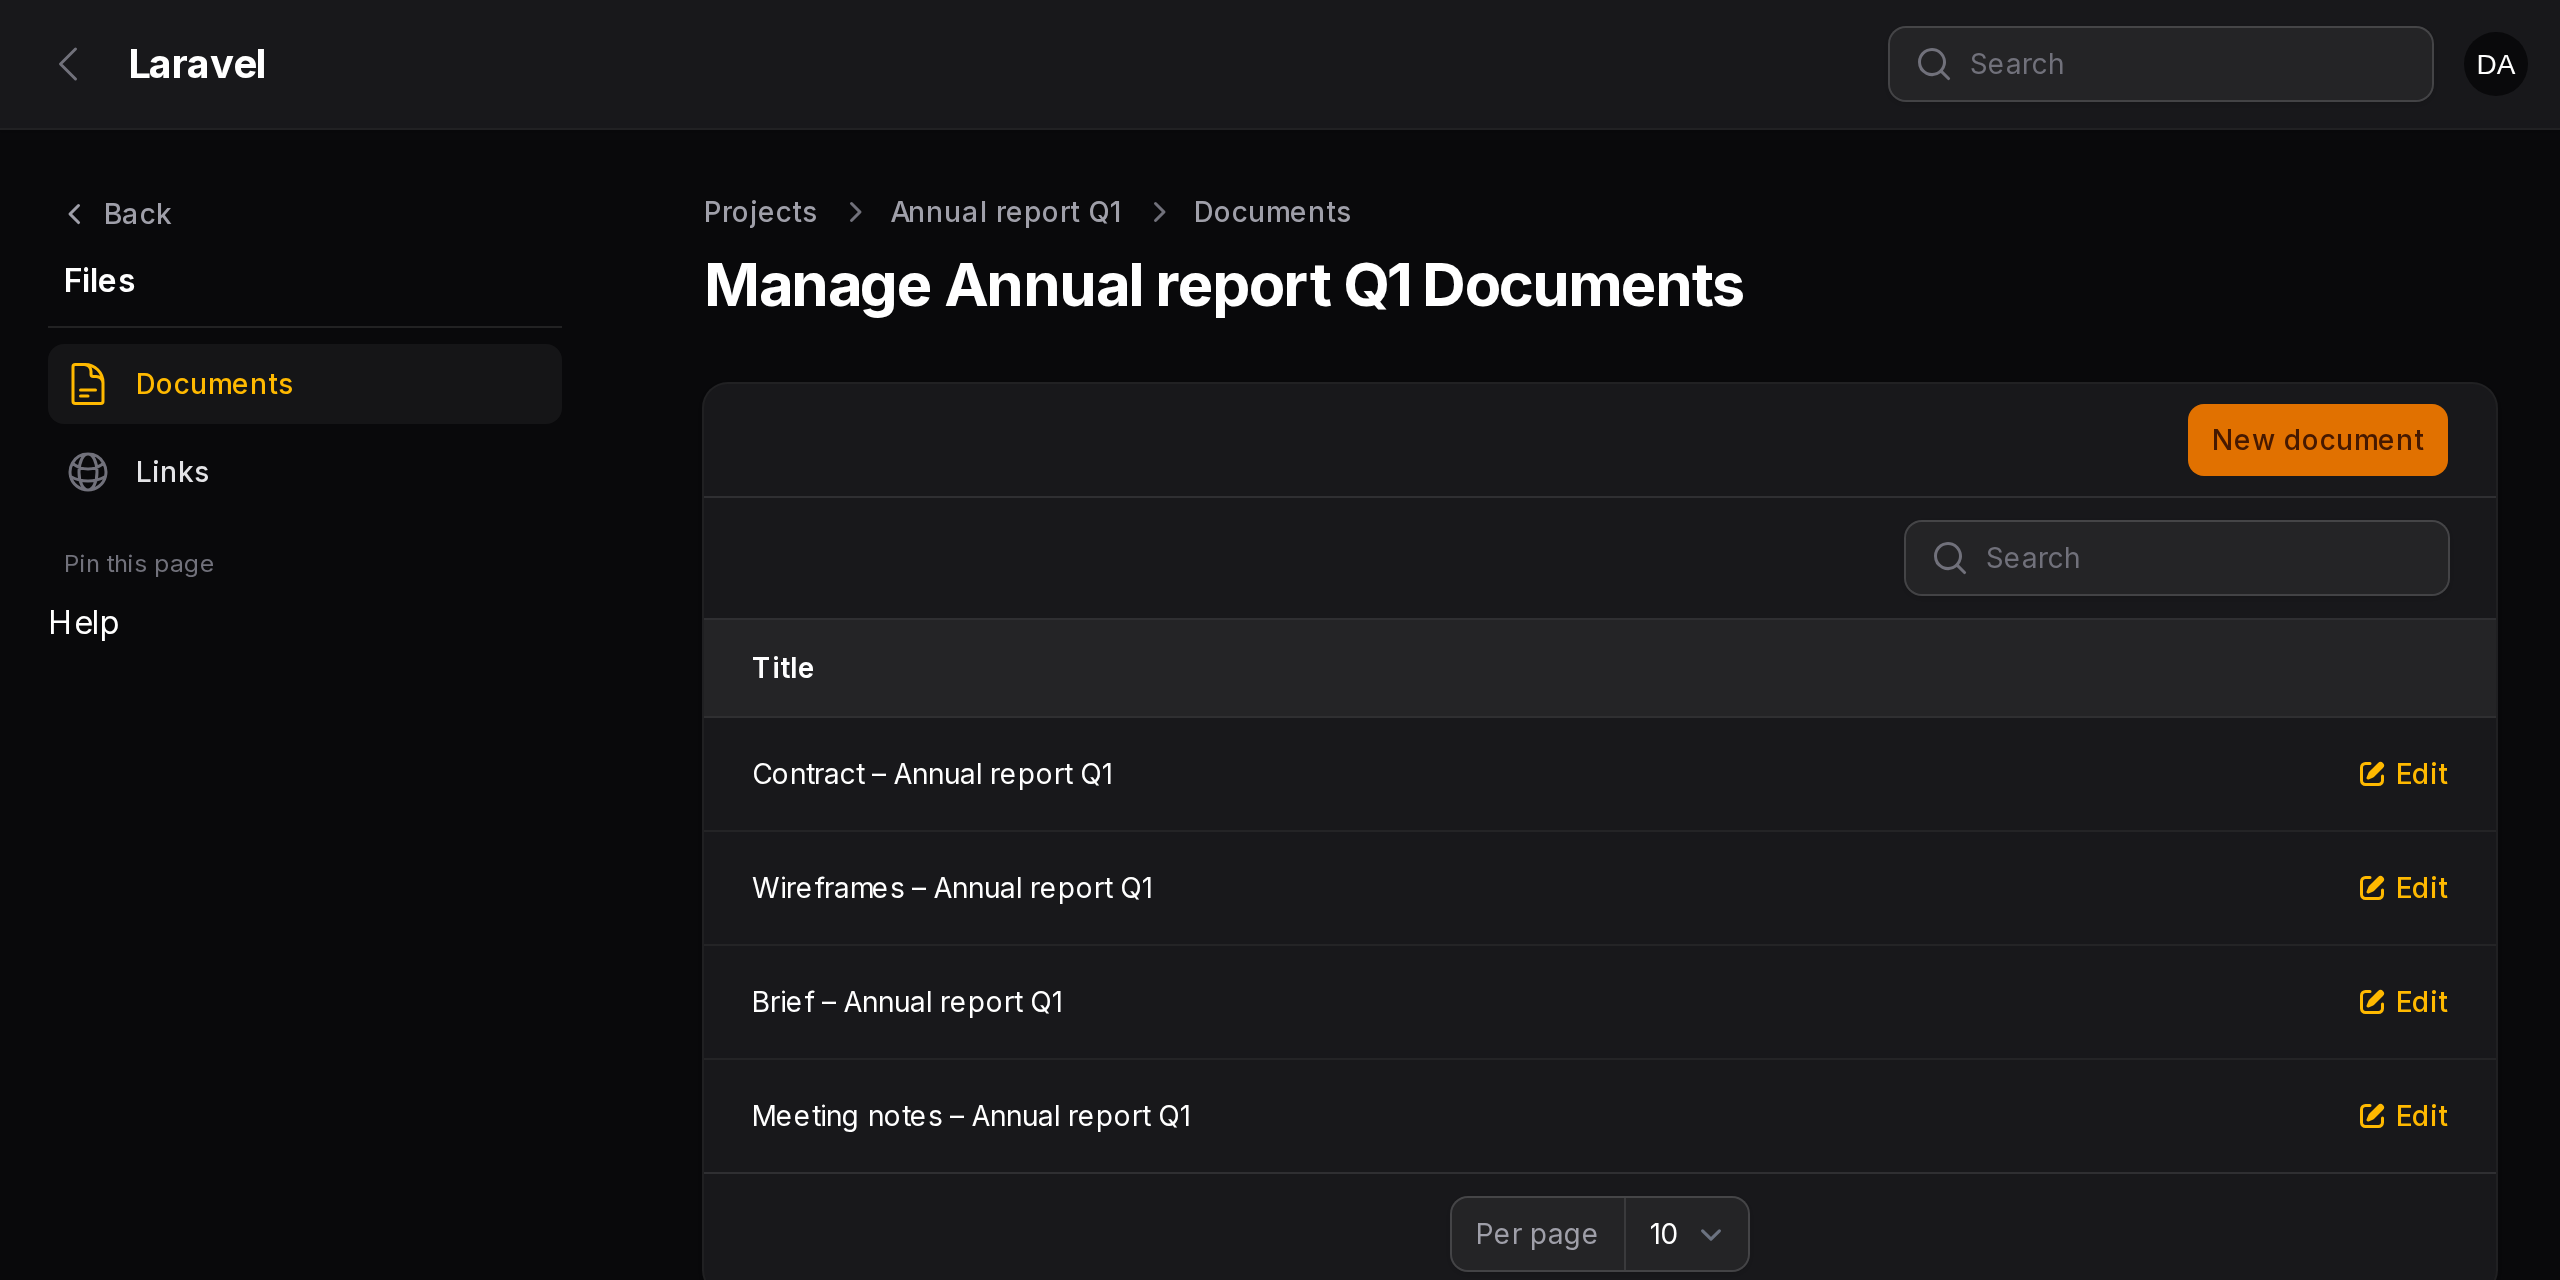 Laravel
Search
DA
Back
Files
Documents
Links
Pin this page
Help
Projects > Annual report Q1 > Documents
Manage Annual report Q1 Documents
New document
Search
Title
Contract – Annual report Q1 Edit
Wireframes – Annual report Q1 Edit
Brief – Annual report Q1 Edit
Meeting notes – Annual report Q1 Edit
Per page 10